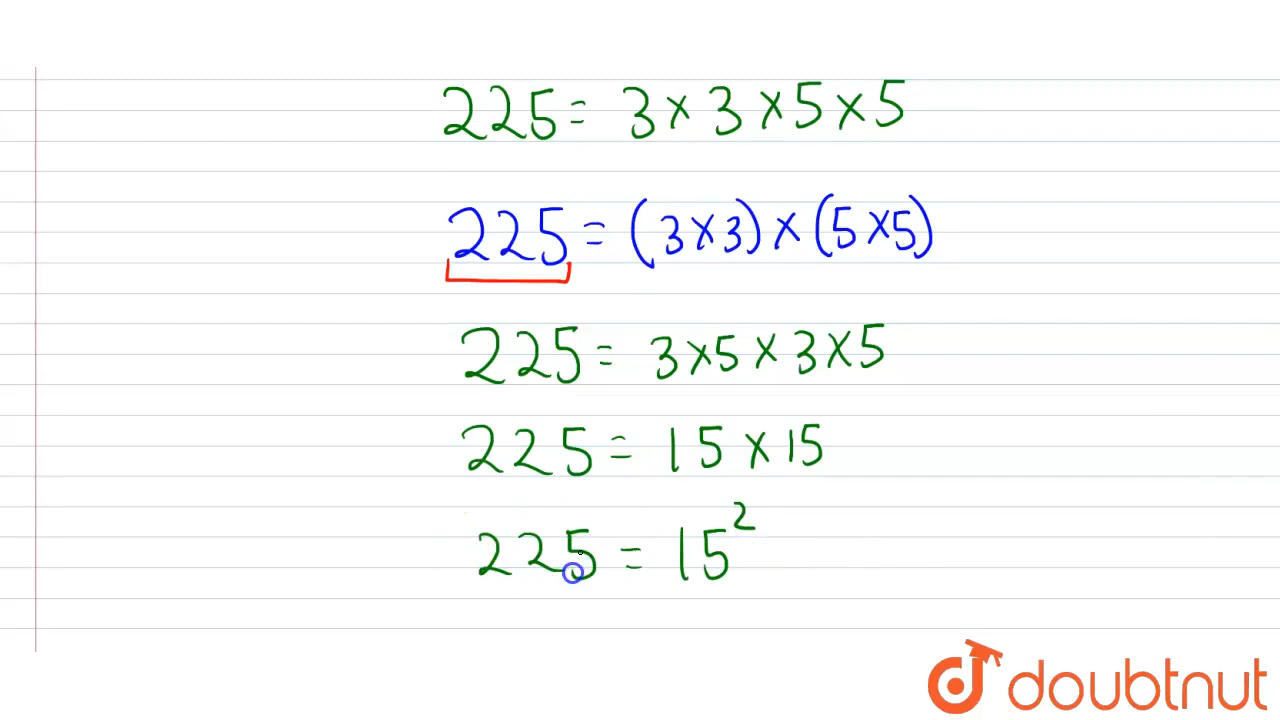 225 = 3 × 3 × 5 × 5
225 = (3 × 3) × (5 × 5)
225 = 3 × 5 × 3 × 5
225 = 15 × 15
225 = 15²
doubtnut